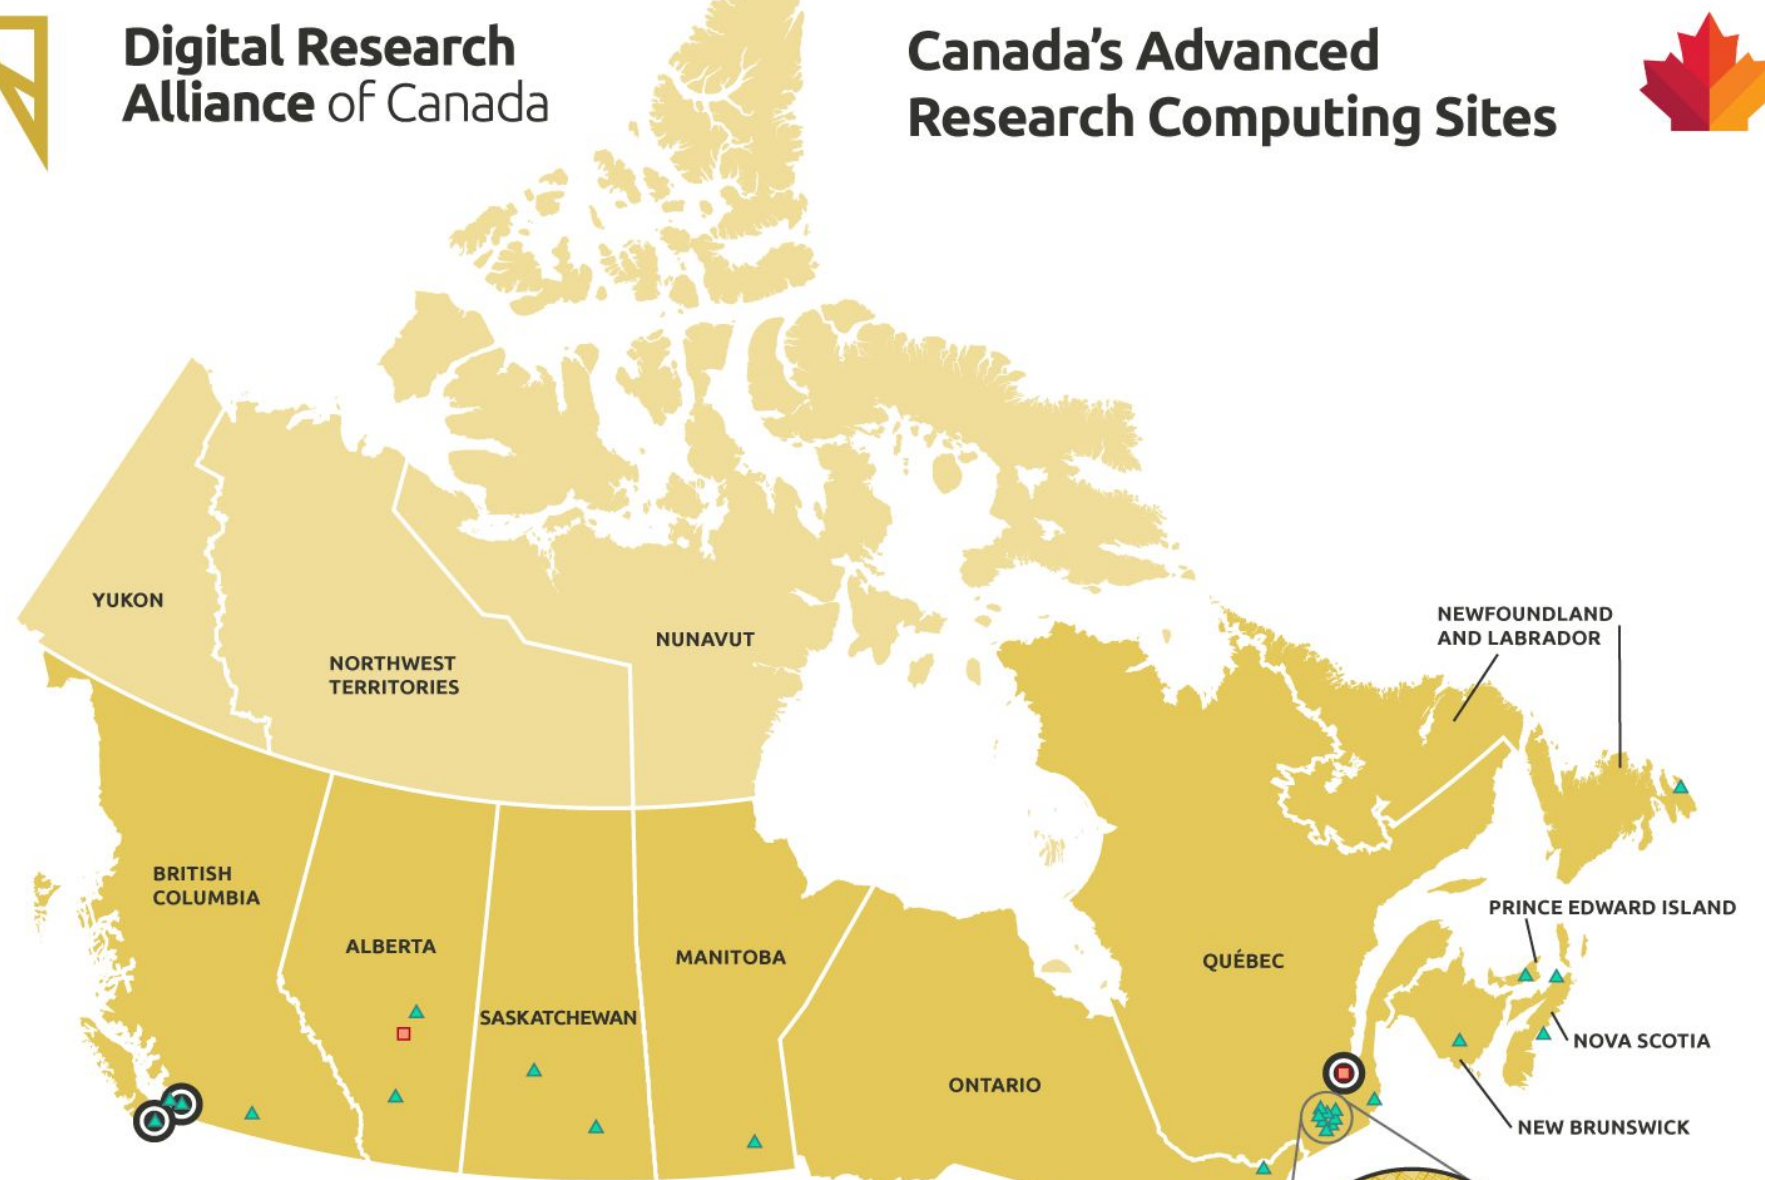 Digital Research
Alliance of Canada
Canada's Advanced
Research Computing Sites
YUKON
NORTHWEST
TERRITORIES
NUNAVUT
NEWFOUNDLAND
AND LABRADOR
BRITISH
COLUMBIA
ALBERTA
SASKATCHEWAN
MANITOBA
ONTARIO
QUÉBEC
PRINCE EDWARD ISLAND
NOVA SCOTIA
NEW BRUNSWICK